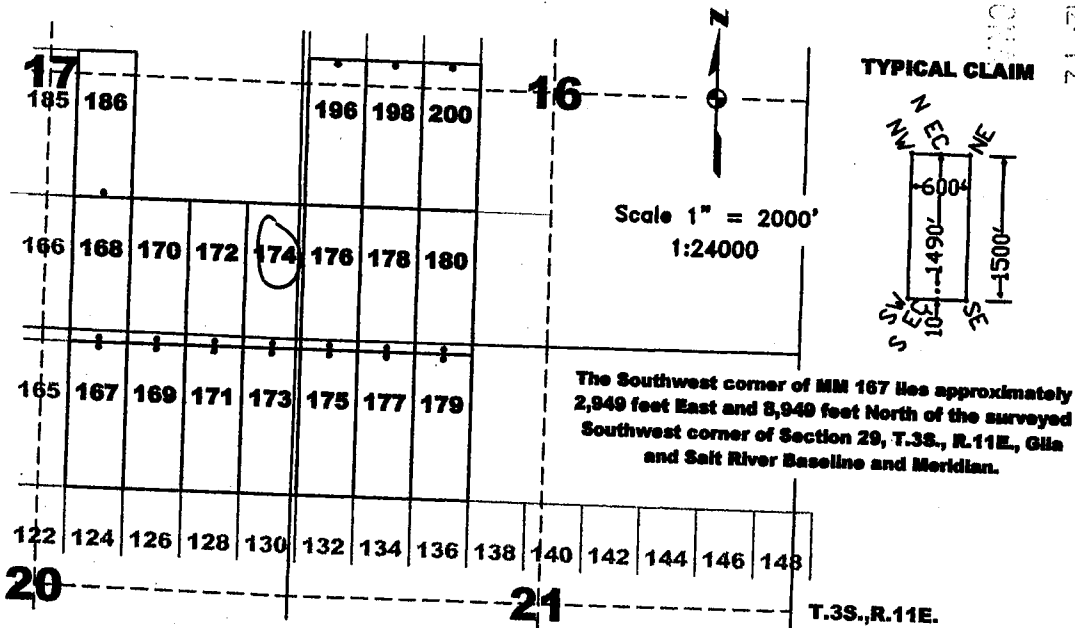 17
16
185 186 196 198 200
N
TYPICAL CLAIM
NW
N EC
NE
600'
1490'
1500'
10'
SW
S EC
SE
Scale 1" = 2000'
1:24000
166 168 170 172 174 176 178 180
165 167 169 171 173 175 177 179
The Southwest corner of MM 167 lies approximately
2,949 feet East and 8,949 feet North of the surveyed
Southwest corner of Section 29, T.3S., R.11E., Gila
and Salt River Baseline and Meridian.
122 124 126 128 130 132 134 136 138 140 142 144 146 148
20
21
T.3S.,R.11E.